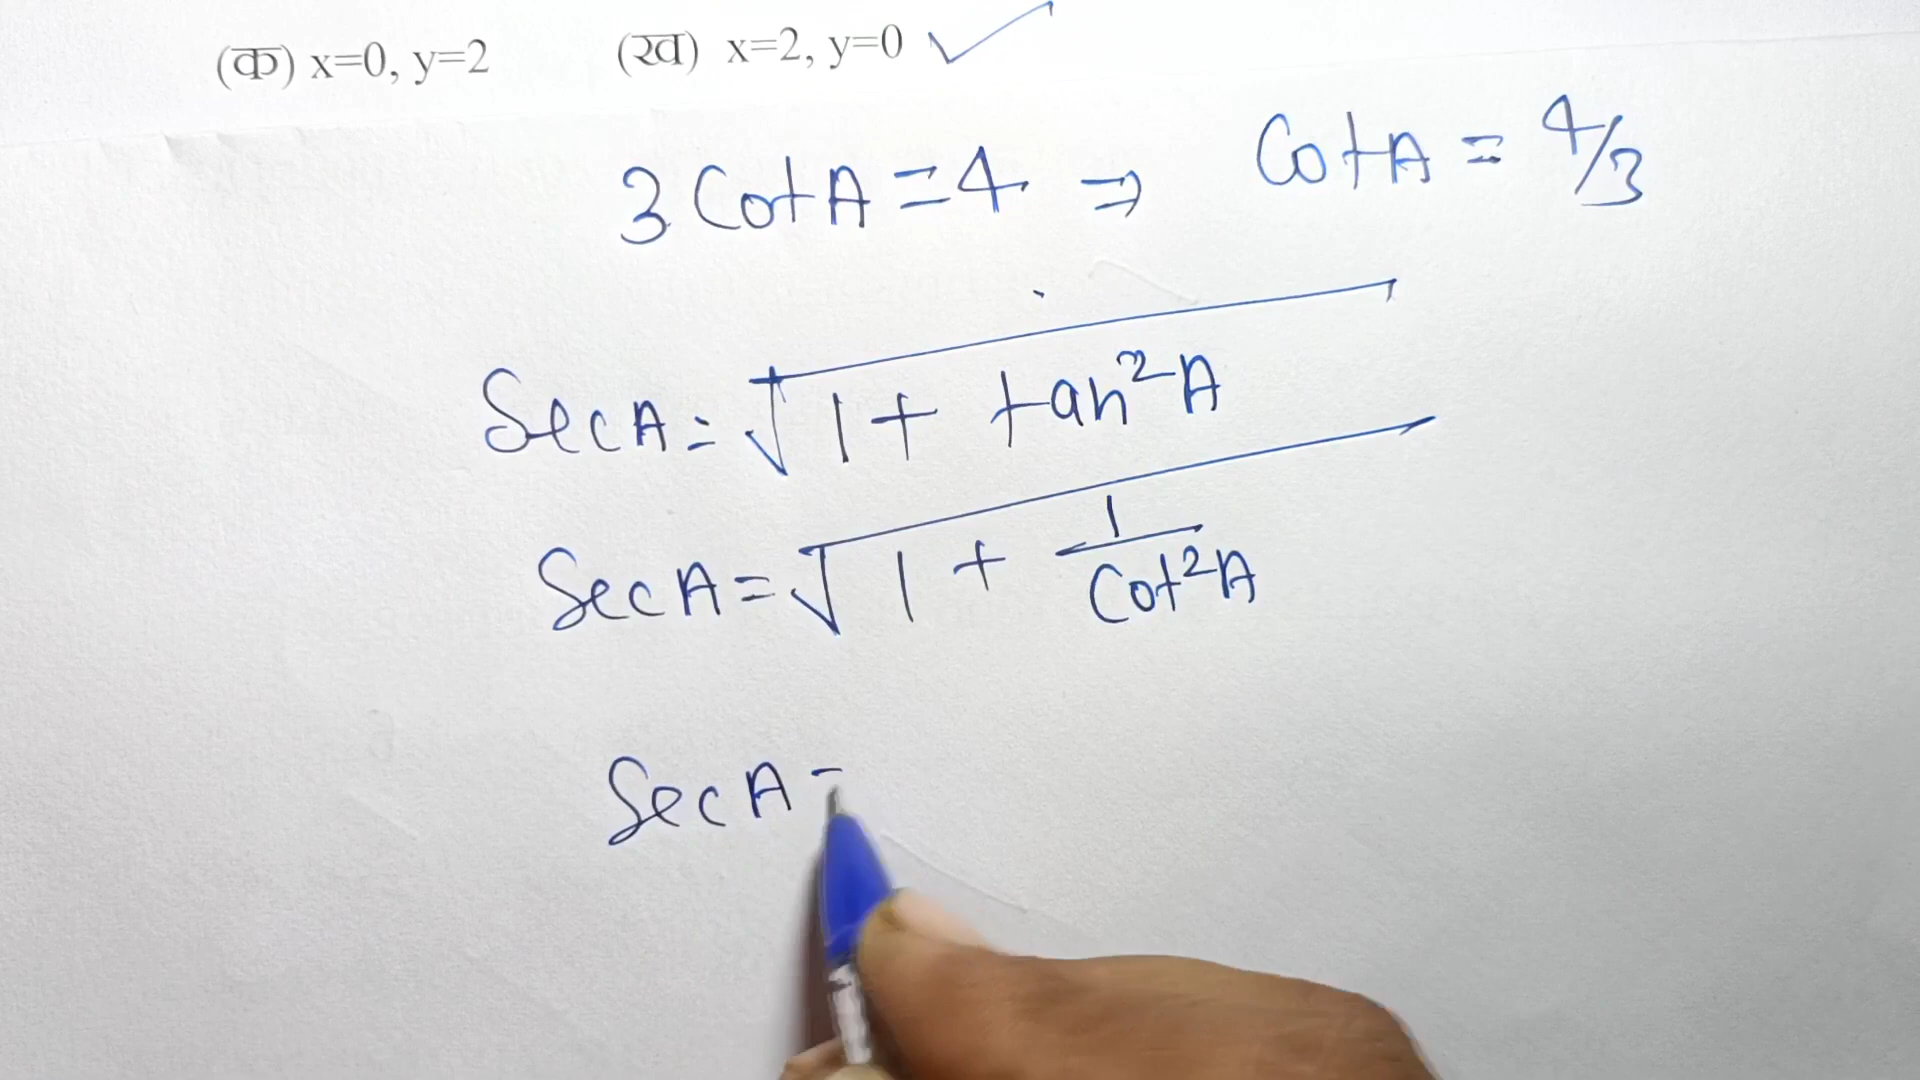 (क) x=0, y=2 (ख) x=2, y=0 ✓
3 Cot A = 4 ⇒ Cot A = 4/3
Sec A = √1 + tan²A
Sec A = √1 + 1/Cot²A
Sec A =